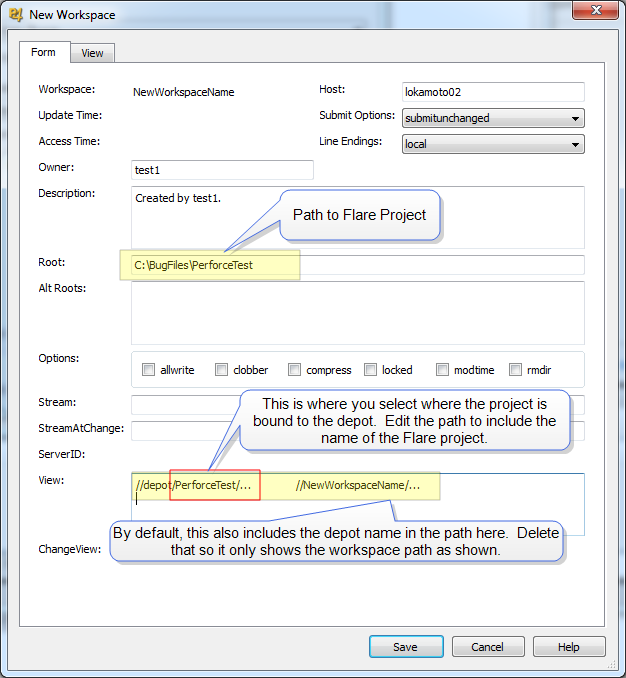 New Workspace
Form View
Workspace: NewWorkspaceName Host: lokamoto02
Update Time: Submit Options: submitunchanged
Access Time: Line Endings: local
Owner: test1
Description: Created by test1.
Path to Flare Project
Root: C:\BugFiles\PerforceTest
Alt Roots:
Options: allwrite clobber compress locked modtime rmdir
Stream:
This is where you select where the project is
bound to the depot. Edit the path to include the
name of the Flare project.
StreamAtChange:
ServerID:
View: //depot/PerforceTest/... //NewWorkspaceName/...
By default, this also includes the depot name in the path here. Delete
that so it only shows the workspace path as shown.
ChangeView:
Save Cancel Help